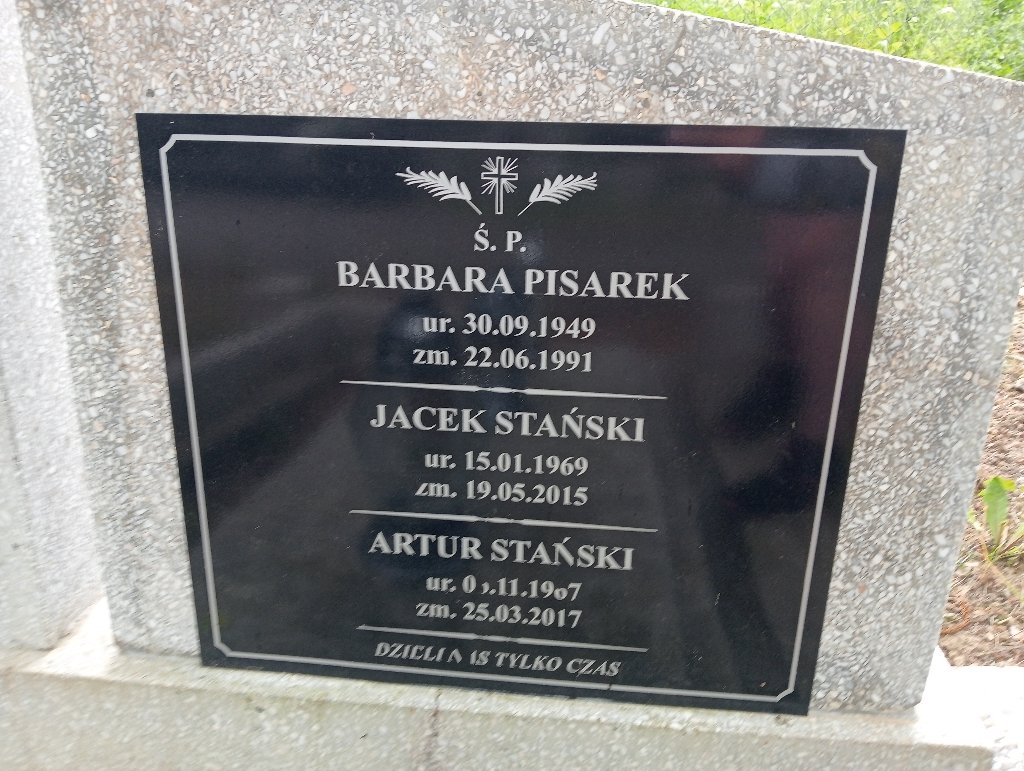 Ś. P.
BARBARA PISAREK
ur. 30.09.1949
zm. 22.06.1991
JACEK STAŃSKI
ur. 15.01.1969
zm. 19.05.2015
ARTUR STAŃSKI
ur.
zm. 25.03.2017
DZIELI NAS TYLKO CZAS